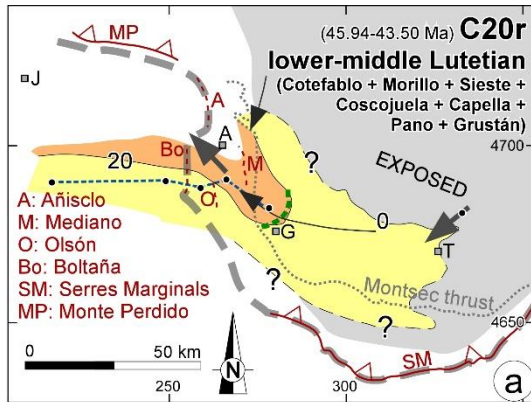 (45.94-43.50 Ma) C20r
lower-middle Lutetian
(Cotefablo + Morillo + Sieste +
Coscojuela + Capella +
Pano + Grustán)
MP
J
A
A
Bo
M
20
O
?
EXPOSED
4700
0
G
T
A: Añisclo
M: Mediano
O: Olsón
Bo: Boltaña
SM: Serres Marginals
MP: Monte Perdido
?
Montsec thrust
?
4650
0 50 km
N
SM
a
250 300